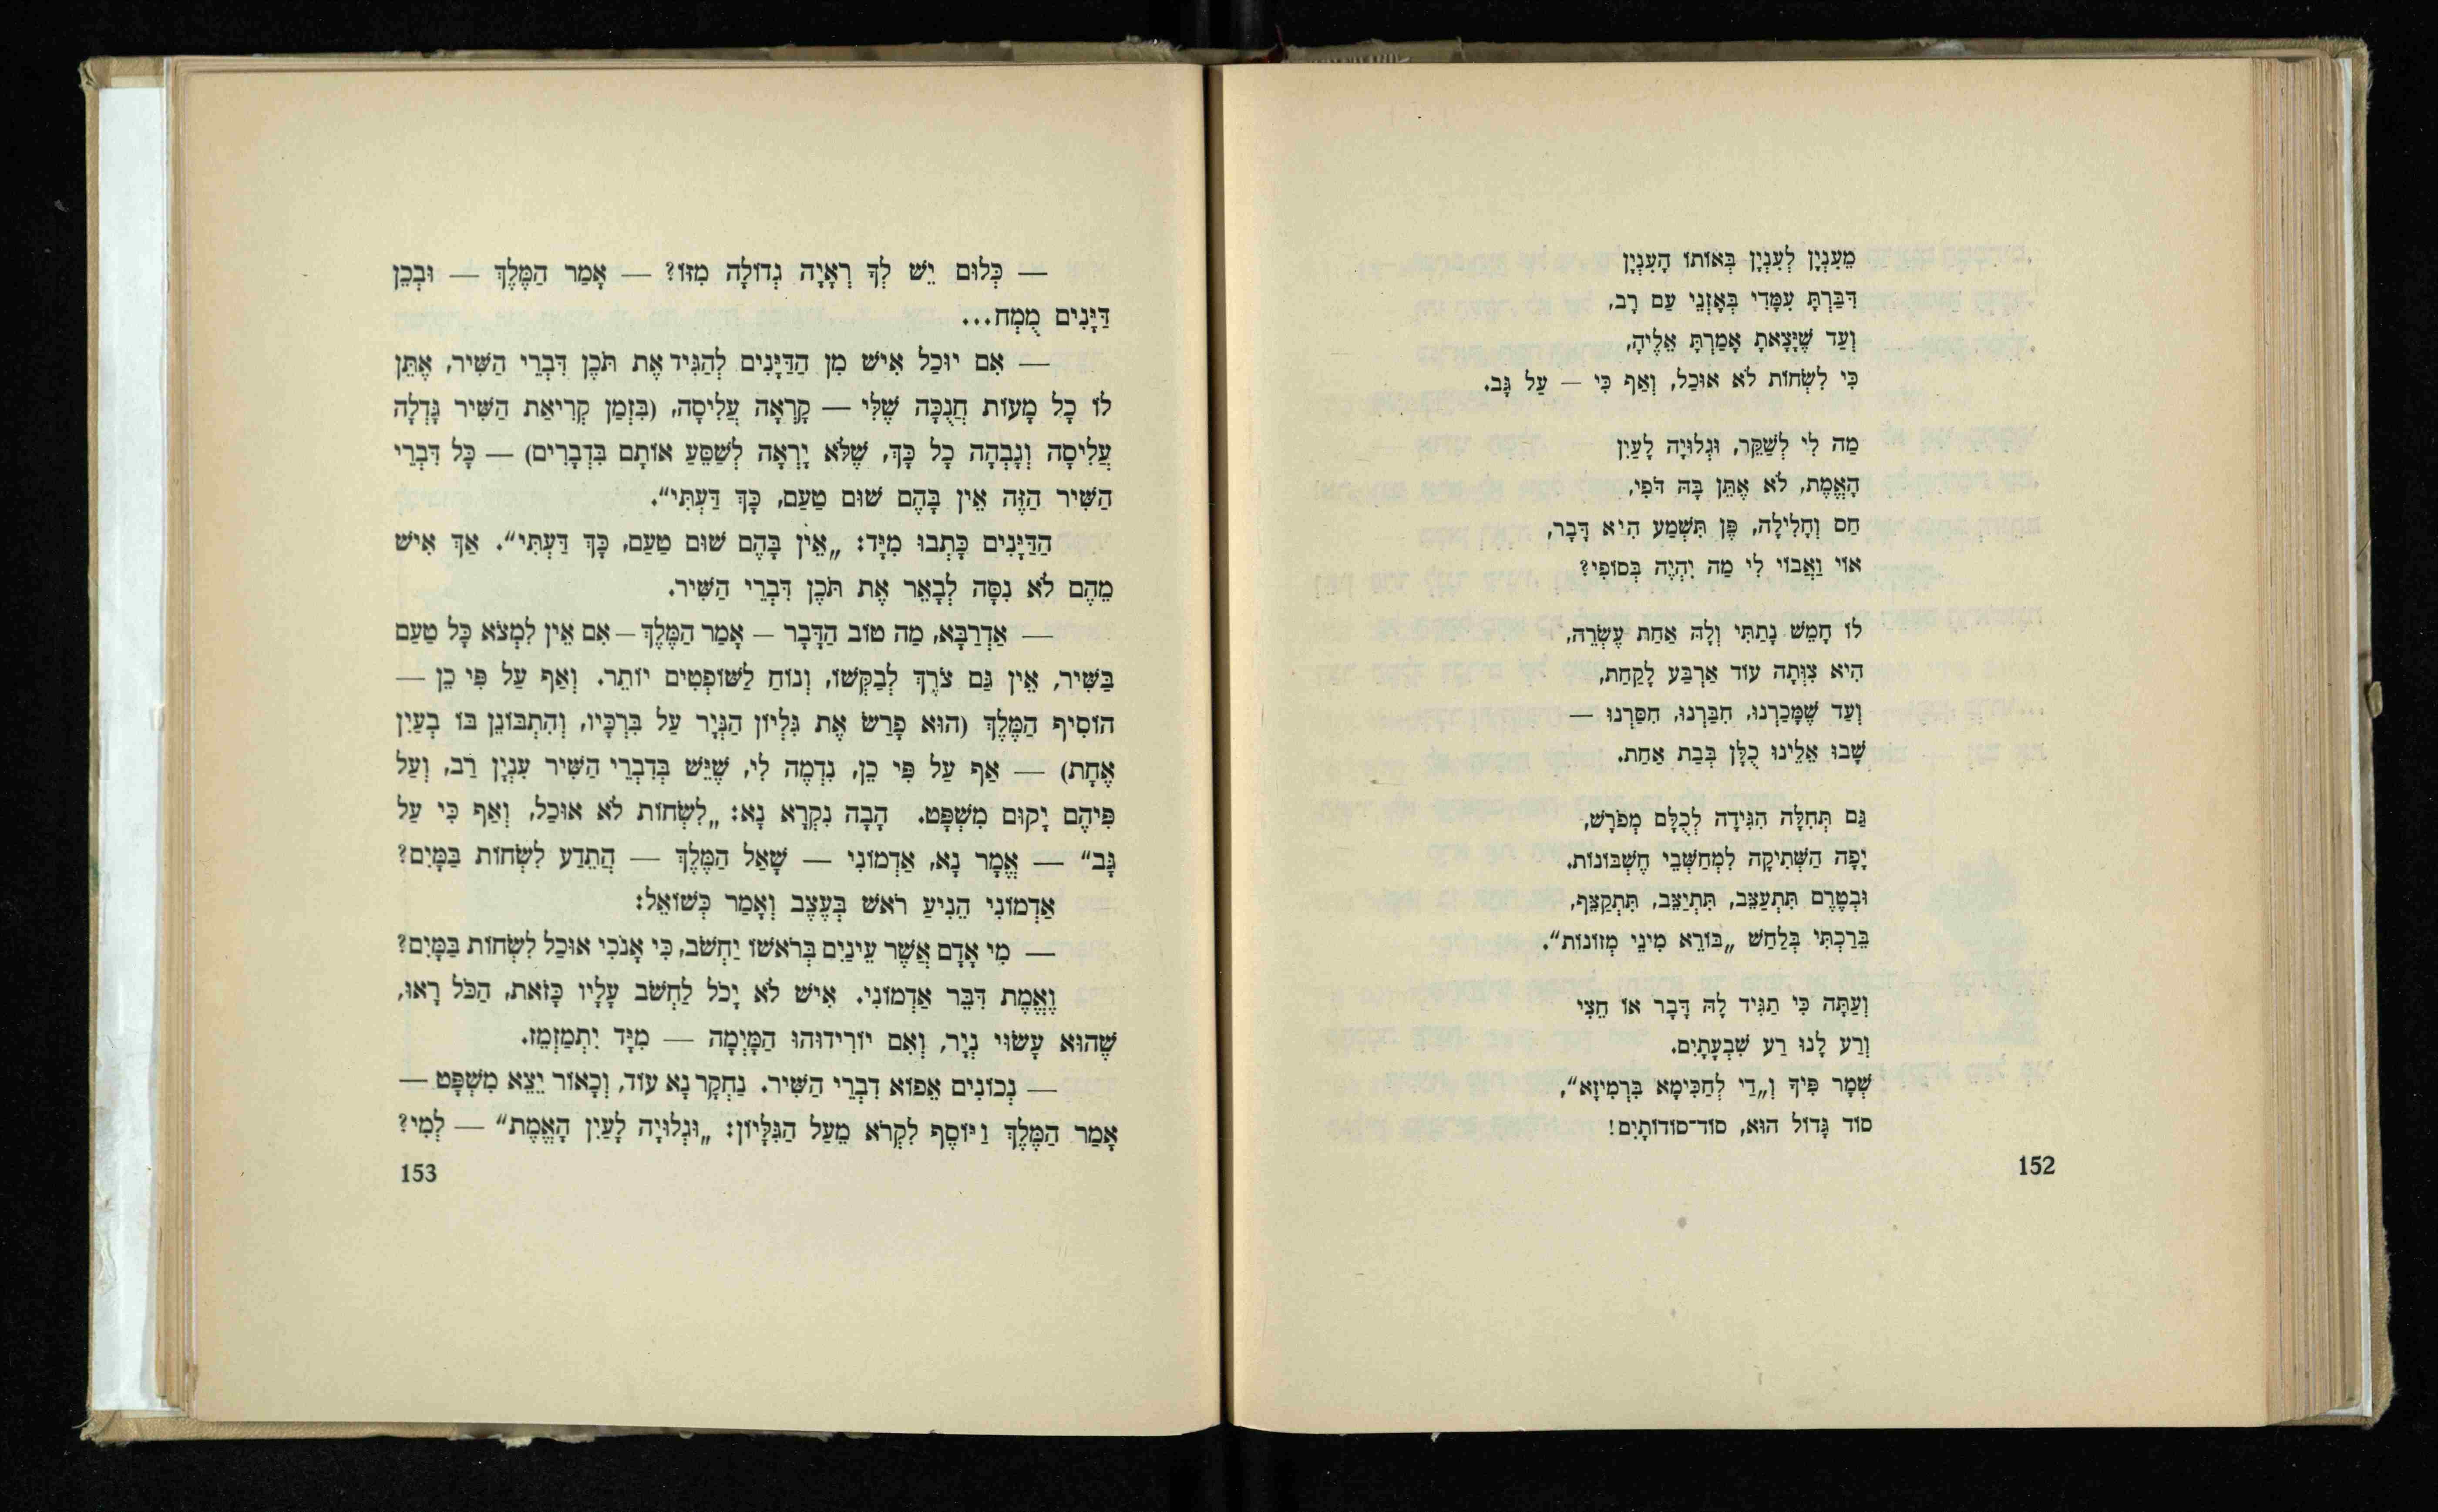 מֵעִנְיָן לְעִנְיָן בְּאוֹתוֹ הָעִנְיָן
דִּבַּרְתָּ עִמָּדִי בְּאָזְנֵי עַם רָב,
וְעַד שֶׁיָּצָאתָ אָמַרְתָּ אֵלֶיהָ,
כִּי לִשְׂחוֹת לֹא אוּכַל, וְאַף כִּי — עַל גָּב.
מַה לִּי לְשַׁקֵּר, וּגְלוּיָה לָעַיִן
הָאֱמֶת, לֹא אֶתֵּן בָּהּ דֹּפִי,
חַס וְחָלִילָה, פֶּן תִּשְׁמַע הִיא דָּבָר,
אוֹי וַאֲבוֹי לִי מַה יִּהְיֶה בְּסוֹפִי?
לוֹ חָמֵשׁ נָתַתִּי וְלָהּ אַחַת עֶשְׂרֵה,
הִיא צִוְּתָה עוֹד אַרְבַּע לָקַחַת,
וְעַד שֶׁמָּכַרְנוּ, חִבַּרְנוּ, חִסַּרְנוּ —
שָׁבוּ אֵלֵינוּ כֻלָּן בְּבַת אַחַת.
גַּם תְּחִלָּה הִגִּידָה לְכֻלָּם מְפֹרָשׁ,
יָפָה הַשְּׁתִיקָה לִמְחַשְּׁבֵי חֶשְׁבּוֹנוֹת.
וּבְטֶרֶם תִּתְעַצֵּב, תִּתְיַצֵּב, תִּתְקַצֵּף,
בֵּרַכְתִּי בְּלַחַשׁ „בּוֹרֵא מִינֵי מְזוֹנוֹת“.
וְעַתָּה כִּי תַגִּיד לָהּ דָּבָר אוֹ חֵצִי
וְרַע לָנוּ רַע שִׁבְעָתָיִם.
שְׁמָר פִּיךָ וְ„דַי לְחַכִּימָא בִּרְמִיזָא“,
סוֹד גָּדוֹל הוּא, סוֹד־סוֹדוֹתָיִם!
152
— כְּלוּם יֵשׁ לְךָ רְאָיָה גְדוֹלָה מִזּוֹ? — אָמַר הַמֶּלֶךְ — וּבְכֵן
דַּיָּנִים מֻמְח...
— אִם יוּכַל אִישׁ מִן הַדַּיָּנִים לְהַגִּיד אֶת תֹּכֶן דִּבְרֵי הַשִּׁיר, אֶתֵּן
לוֹ כָל מָעוֹת חֲנֻכָּה שֶׁלִּי — קָרְאָה עֲלִיסָה, (בִּזְמַן קְרִיאַת הַשִּׁיר גָּדְלָה
עֲלִיסָה וְגָבְהָה כָל כָּךְ, שֶׁלֹּא יָרְאָה לְשַׁסֵּעַ אוֹתָם בִּדְבָרִים) — כָּל דִּבְרֵי
הַשִּׁיר הַזֶּה אֵין בָּהֶם שׁוּם טַעַם, כָּךְ דַּעְתִּי“.
הַדַּיָּנִים כָּתְבוּ מִיָּד: „אֵין בָּהֶם שׁוּם טַעַם, כָּךְ דַּעְתִּי“. אַךְ אִישׁ
מֵהֶם לֹא נִסָּה לְבָאֵר אֶת תֹּכֶן דִּבְרֵי הַשִּׁיר.
— אַדְרַבָּא, מַה טּוֹב הַדָּבָר — אָמַר הַמֶּלֶךְ — אִם אֵין לִמְצֹא כָּל טַעַם
בַּשִּׁיר, אֵין גַּם צֹרֶךְ לְבַקְּשׁוֹ, וְנוֹחַ לַשּׁוֹפְטִים יוֹתֵר. וְאַף עַל פִּי כֵן —
הוֹסִיף הַמֶּלֶךְ (הוּא פָרַשׂ אֶת גִּלְיוֹן הַנְּיָר עַל בִּרְכָּיו, וְהִתְבּוֹנֵן בּוֹ בְעַיִן
אֶחָת) — אַף עַל פִּי כֵן, נִדְמֶה לִי, שֶׁיֵּשׁ בְּדִבְרֵי הַשִּׁיר עִנְיָן רַב, וְעַל
פִּיהֶם יָקוּם מִשְׁפָּט. הָבָה נִקְרָא נָא: „לִשְׂחוֹת לֹא אוּכַל, וְאַף כִּי עַל
גָּב“ — אֱמָר נָא, אַדְמוֹנִי — שָׁאַל הַמֶּלֶךְ — הֲתֵדַע לִשְׂחוֹת בַּמָּיִם?
אַדְמוֹנִי הֵנִיעַ רֹאשׁ בְּעֶצֶב וְאָמַר כְּשׁוֹאֵל:
— מִי אָדָם אֲשֶׁר עֵינַיִם בְּרֹאשׁוֹ יַחְשֹׁב, כִּי אָנֹכִי אוּכַל לִשְׂחוֹת בַּמָּיִם?
וֶאֱמֶת דִּבֵּר אַדְמוֹנִי. אִישׁ לֹא יָכֹל לַחְשֹׁב עָלָיו כָּזֹאת, הַכֹּל רָאוּ,
שֶׁהוּא עָשׂוּי נְיָר, וְאִם יוֹרִידוּהוּ הַמָּיְמָה — מִיָּד יִתְמַזְמֵז.
— נְכוֹנִים אֵפוֹא דִבְרֵי הַשִּׁיר. נַחְקָר נָא עוֹד, וְכָאוֹר יֵצֵא מִשְׁפָּט —
אָמַר הַמֶּלֶךְ וַיּוֹסֶף לִקְרֹא מֵעַל הַגִּלָּיוֹן: „וּגְלוּיָה לָעַיִן הָאֱמֶת“ — לְמִי?
153